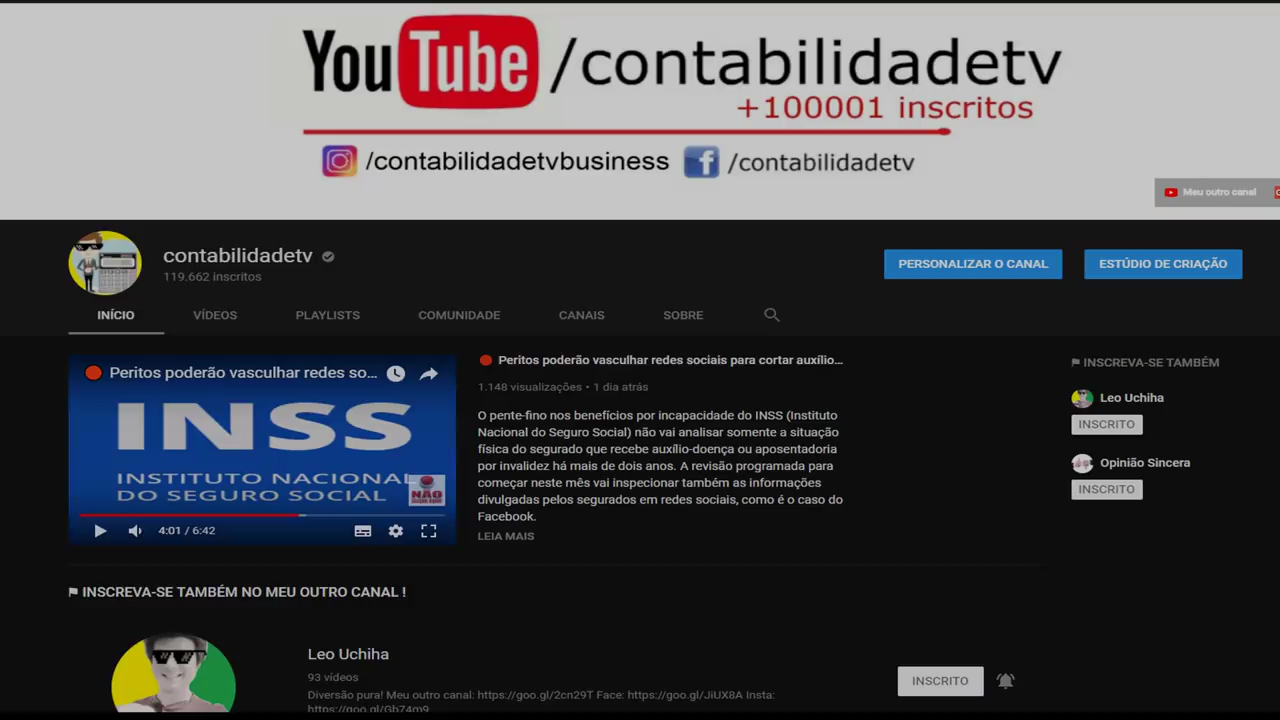 YouTube /contabilidadetv
+100001 inscritos
/contabilidadetvbusiness /contabilidadetv
Meu outro canal
contabilidadetv
119.662 inscritos
PERSONALIZAR O CANAL
ESTÚDIO DE CRIAÇÃO
INÍCIO VÍDEOS PLAYLISTS COMUNIDADE CANAIS SOBRE
Peritos poderão vasculhar redes so...
INSS
INSTITUTO NACIONAL
DO SEGURO SOCIAL
NÃO
4:01 / 6:42
Peritos poderão vasculhar redes sociais para cortar auxílio...
1.148 visualizações • 1 dia atrás
O pente-fino nos benefícios por incapacidade do INSS (Instituto
Nacional do Seguro Social) não vai analisar somente a situação
física do segurado que recebe auxílio-doença ou aposentadoria
por invalidez há mais de dois anos. A revisão programada para
começar neste mês vai inspecionar também as informações
divulgadas pelos segurados em redes sociais, como é o caso do
Facebook.
LEIA MAIS
INSCREVA-SE TAMBÉM
Leo Uchiha
INSCRITO
Opinião Sincera
INSCRITO
INSCREVA-SE TAMBÉM NO MEU OUTRO CANAL !
Leo Uchiha
93 vídeos
Diversão pura! Meu outro canal: https://goo.gl/2cn29T Face: https://goo.gl/JiUX8A Insta:
https://goo.gl/Gb74m9
INSCRITO